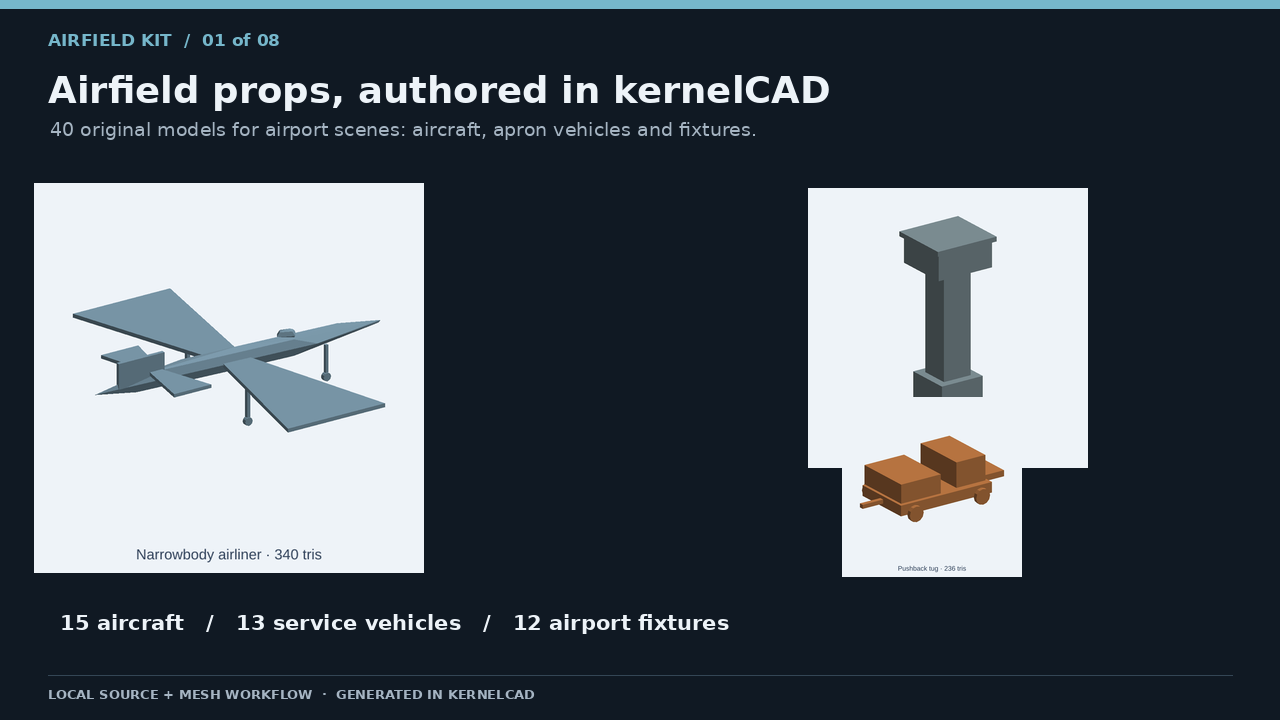 AIRFIELD KIT / 01 of 08
Airfield props, authored in kernelCAD
40 original models for airport scenes: aircraft, apron vehicles and fixtures.
Narrowbody airliner · 340 tris
Pushback tug · 236 tris
15 aircraft / 13 service vehicles / 12 airport fixtures
LOCAL SOURCE + MESH WORKFLOW · GENERATED IN KERNELCAD